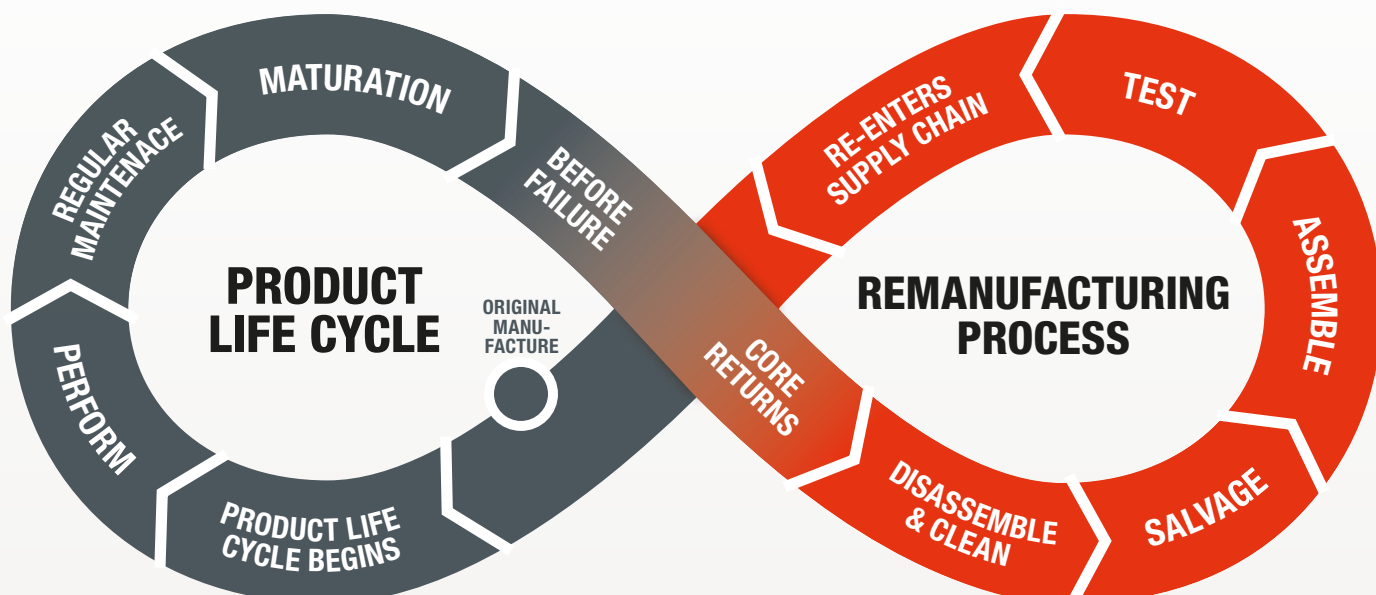 PRODUCT
LIFE CYCLE
ORIGINAL
MANU-
FACTURE
PRODUCT LIFE
CYCLE BEGINS
PERFORM
REGULAR
MAINTENACE
MATURATION
BEFORE
FAILURE
CORE
RETURNS
REMANUFACTURING
PROCESS
DISASSEMBLE
& CLEAN
SALVAGE
ASSEMBLE
TEST
RE-ENTERS
SUPPLY CHAIN